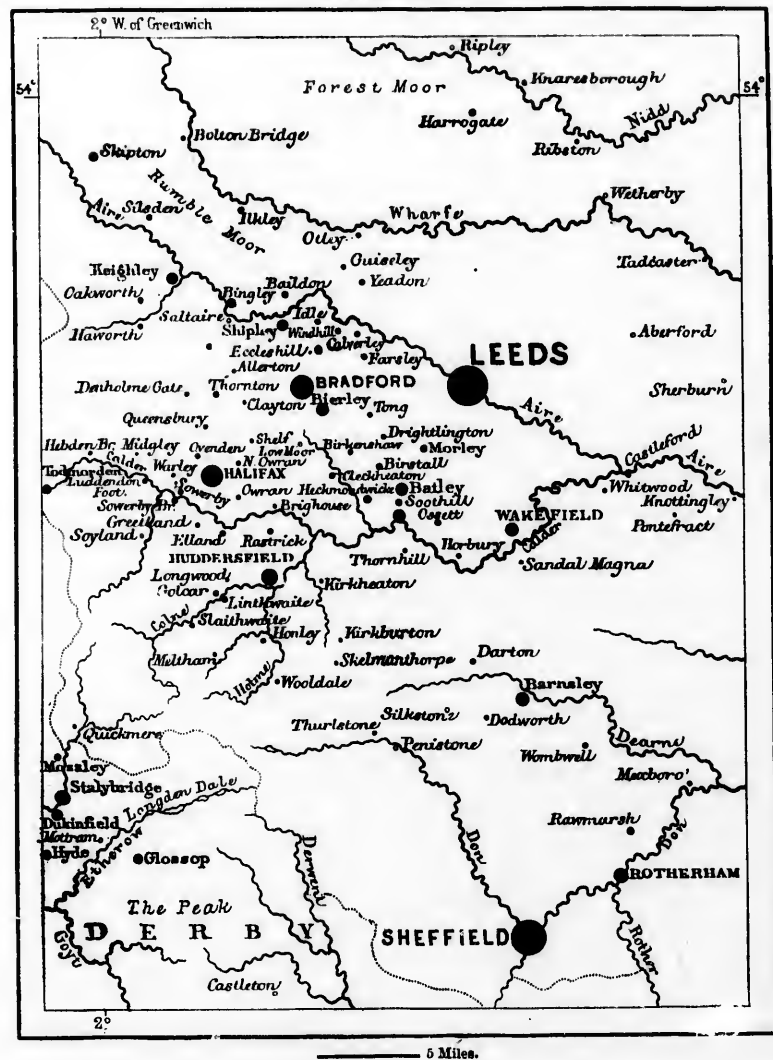 2° W. of Greenwich
Ripley
Forest Moor
Knaresborough
54°
54°
Harrogate
Nidd
Bolton Bridge
Skipton
Ribston
Rumble Moor
Wetherby
Aire
Silsden
Ilkley
Wharfe
Otley
Guiseley
Tadcaster
Keighley
Baildon
Yeadon
Oakworth
Bingley
Saltaire
Idle
Haworth
Shipley
Windhill
Aberford
Eccleshill
Calverley
Farsley
LEEDS
Allerton
Denholme Gate
Thornton
BRADFORD
Sherburn
Clayton
Bierley
Tong
Aire
Queensbury
Drightlington
Hebden Br.
Midgley
Ovenden
Shelf
Low Moor
Birkenshaw
Morley
Castleford
Calder
Warley
N. Owran
Birstall
Aire
Todmorden
HALIFAX
Cleckheaton
Luddendon
Foot
Sowerby
Owran
Heckmondwicke
Batley
Whitwood
Sowerby Br.
Brighouse
Soothill
Knottingley
Greetland
Ossett
WAKEFIELD
Pontefract
Soyland
Elland
Rastrick
Calder
HUDDERSFIELD
Thornhill
Horbury
Sandal Magna
Longwood
Kirkheaton
Golcar
Linthwaite
Colne
Slaithwaite
Honley
Kirkburton
Meltham
Skelmanthorpe
Darton
Holme
Wooldale
Barnsley
Silkstone
Dodworth
Quickmere
Thurlstone
Dearne
Penistone
Wombwell
Mossley
Mexboro'
Stalybridge
Longden Dale
Dukinfield
Rawmarsh
Mottram
Don
Don
Hyde
Etherow
Glossop
Derwent
ROTHERHAM
The Peak
DERBY
SHEFFIELD
Goyt
Rother
Castleton
2°
5 Miles.